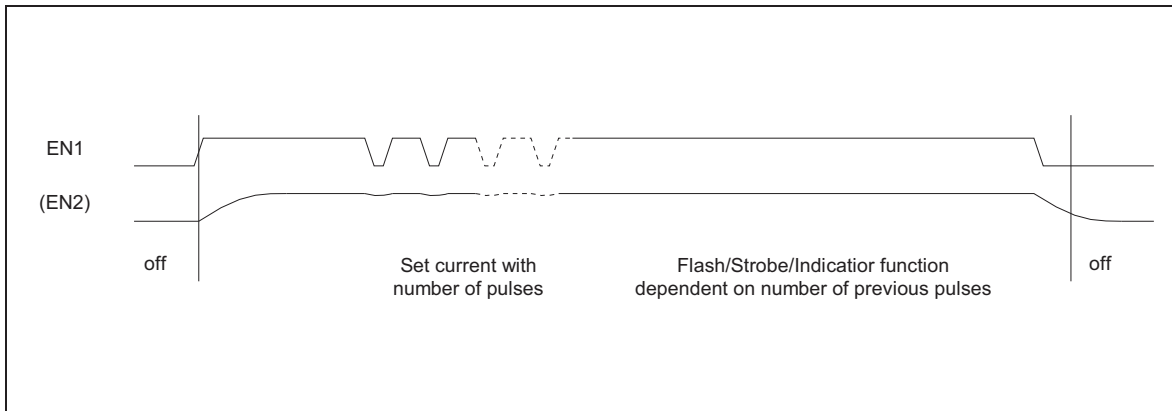 EN1
(EN2)
off
Set current with
number of pulses
Flash/Strobe/Indicatior function
dependent on number of previous pulses
off